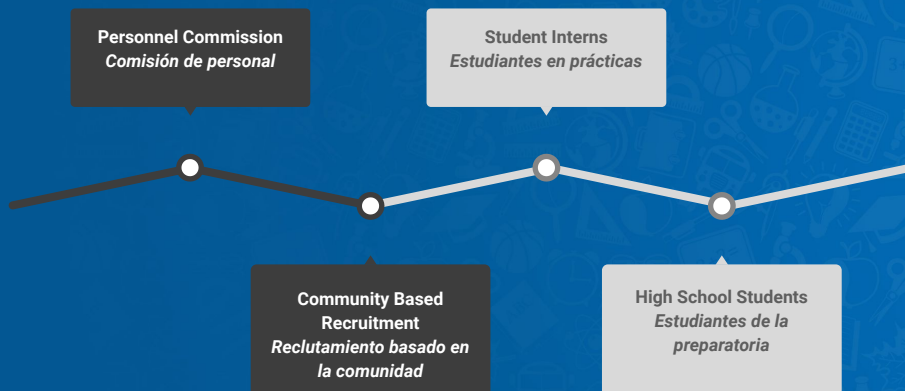 Personnel Commission
Comisión de personal
Community Based
Recruitment
Reclutamiento basado en
la comunidad
Student Interns
Estudiantes en prácticas
High School Students
Estudiantes de la
preparatoria